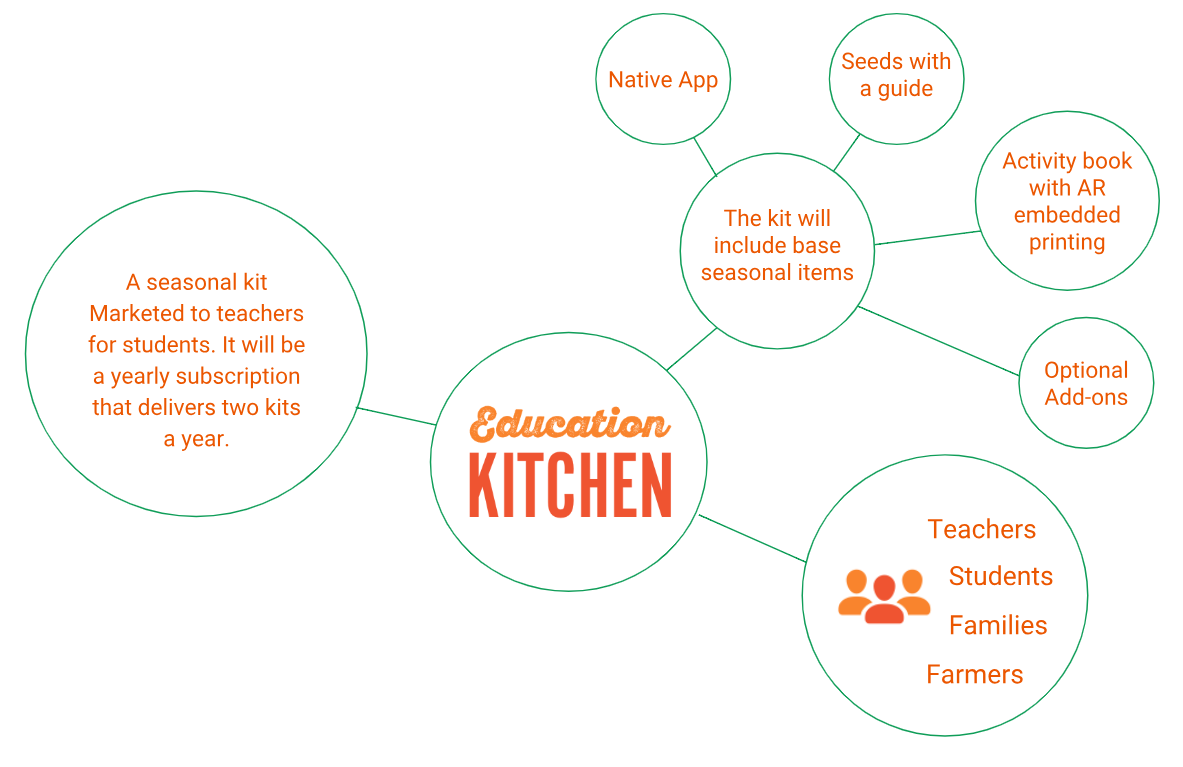 Native App
Seeds with
a guide
Activity book
with AR
embedded
printing
The kit will
include base
seasonal items
Optional
Add-ons
A seasonal kit
Marketed to teachers
for students. It will be
a yearly subscription
that delivers two kits
a year.
Education
KITCHEN
Teachers
Students
Families
Farmers